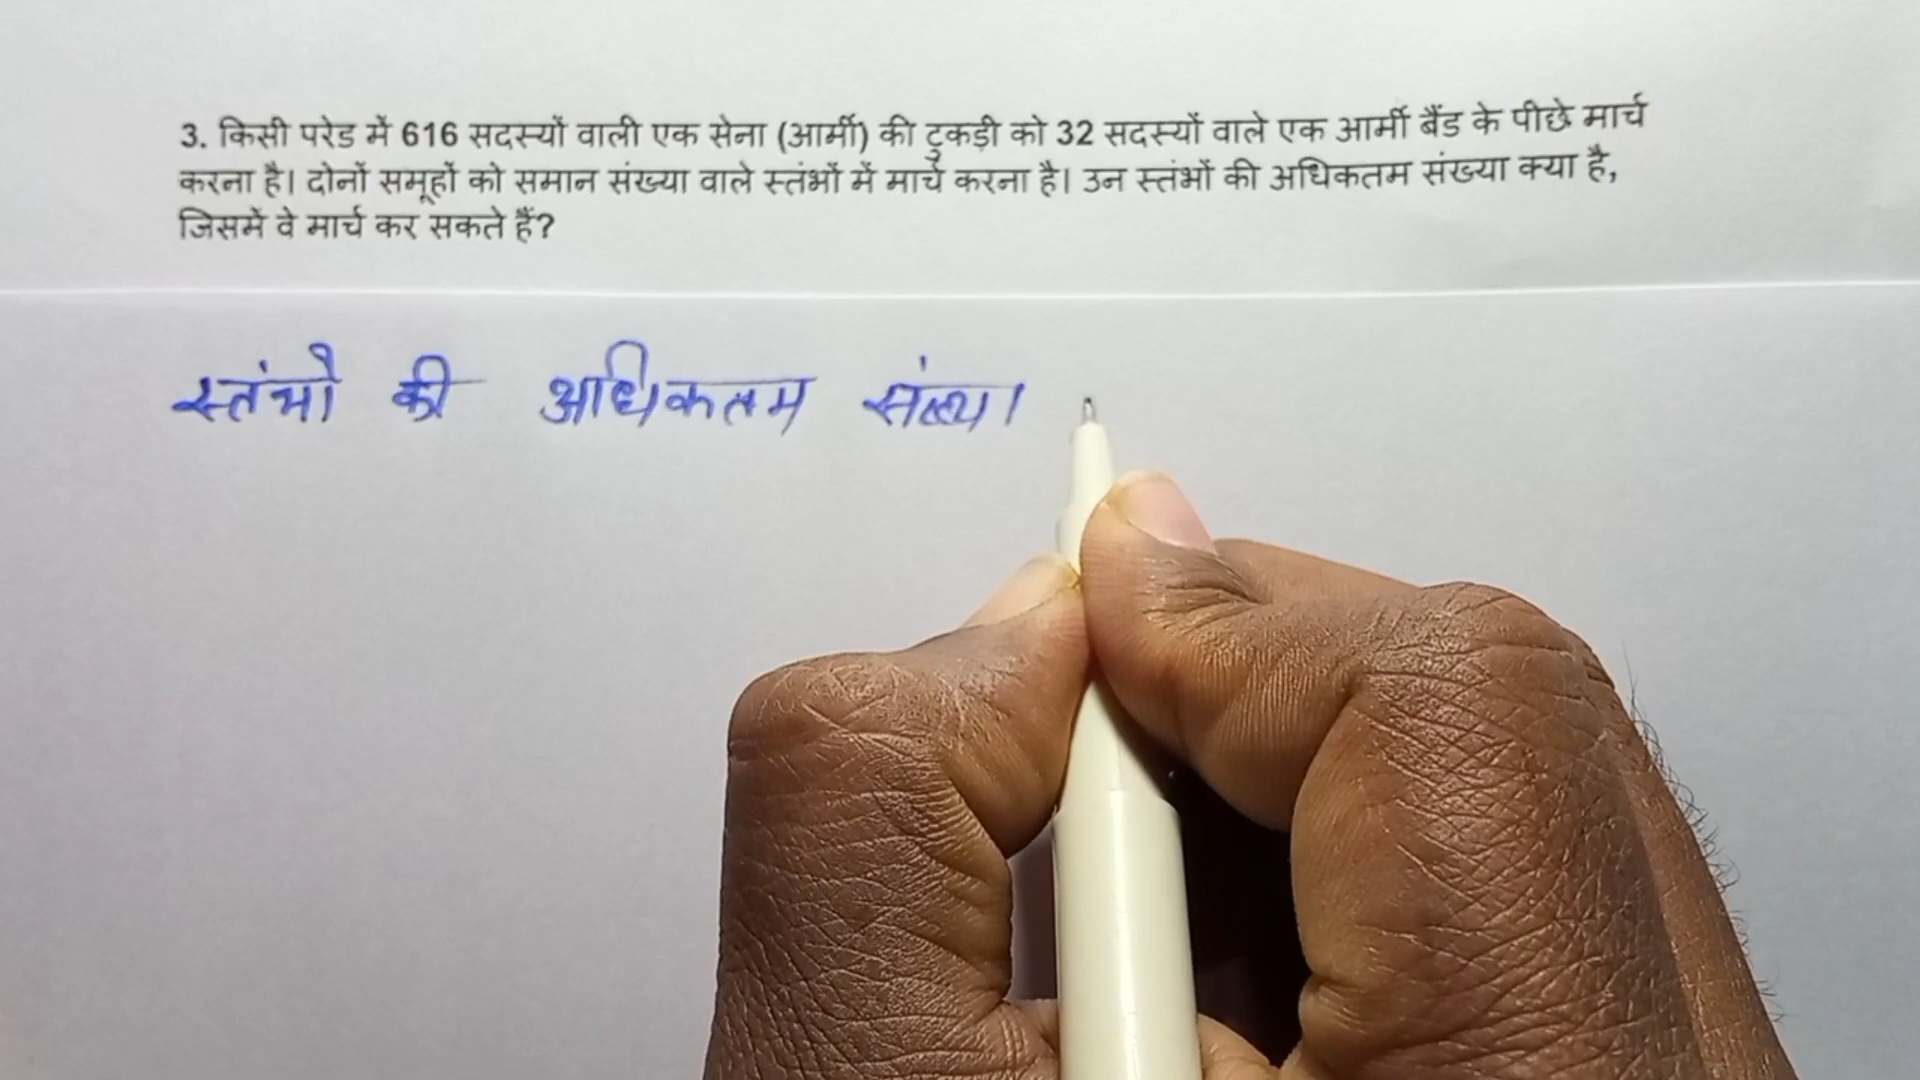 3. किसी परेड में 616 सदस्यों वाली एक सेना (आर्मी) की टुकड़ी को 32 सदस्यों वाले एक आर्मी बैंड के पीछे मार्च
करना है। दोनों समूहों को समान संख्या वाले स्तंभों में मार्च करना है। उन स्तंभों की अधिकतम संख्या क्या है,
जिसमें वे मार्च कर सकते हैं?
स्तंभो की अधिकतम संख्या